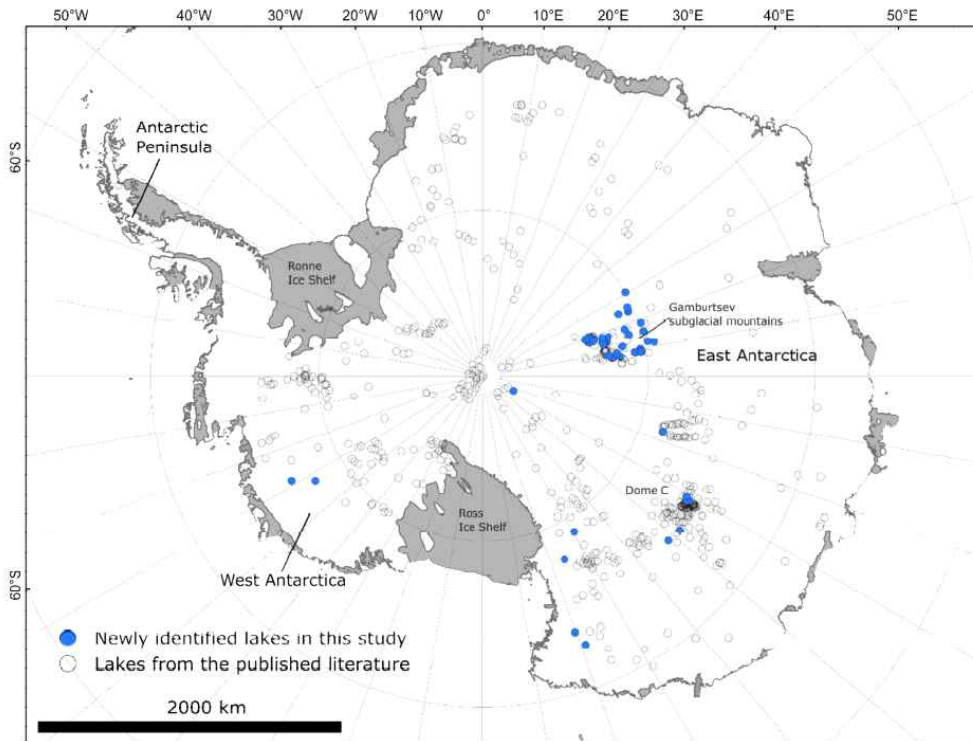 50°W 40°W 30°W 20°W 10°W 0° 10°E 20°E 30°E 40°E 50°E
Antarctic
Peninsula
60°S
Ronne
Ice Shelf
Gamburtsev
subglacial mountains
East Antarctica
Dome C
Ross
Ice Shelf
West Antarctica
60°S
Newly identified lakes in this study
Lakes from the published literature
2000 km